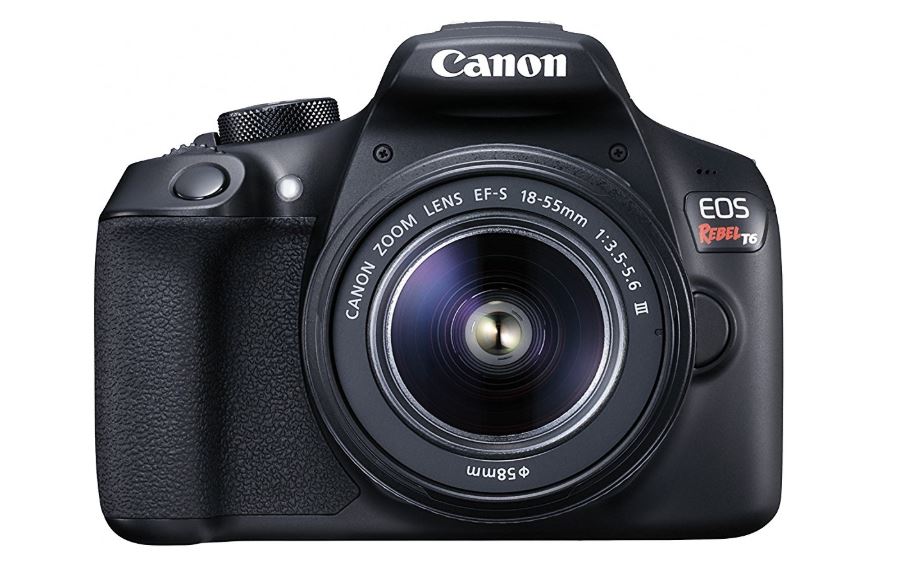 Canon
EOS
REBEL T6
CANON ZOOM LENS EF-S 18-55mm 1:3.5-5.6 III
Φ58mm